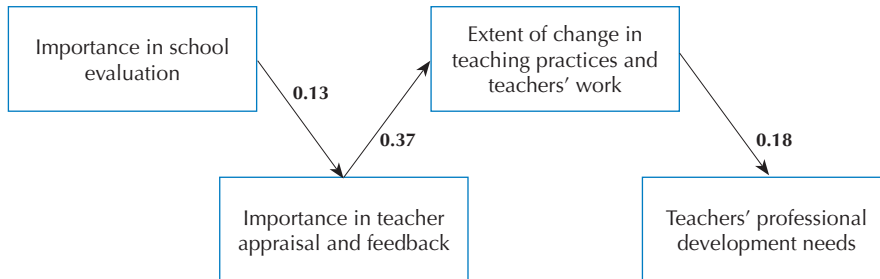 Importance in school
evaluation
Extent of change in
teaching practices and
teachers’ work
0.13
0.37
0.18
Importance in teacher
appraisal and feedback
Teachers’ professional
development needs